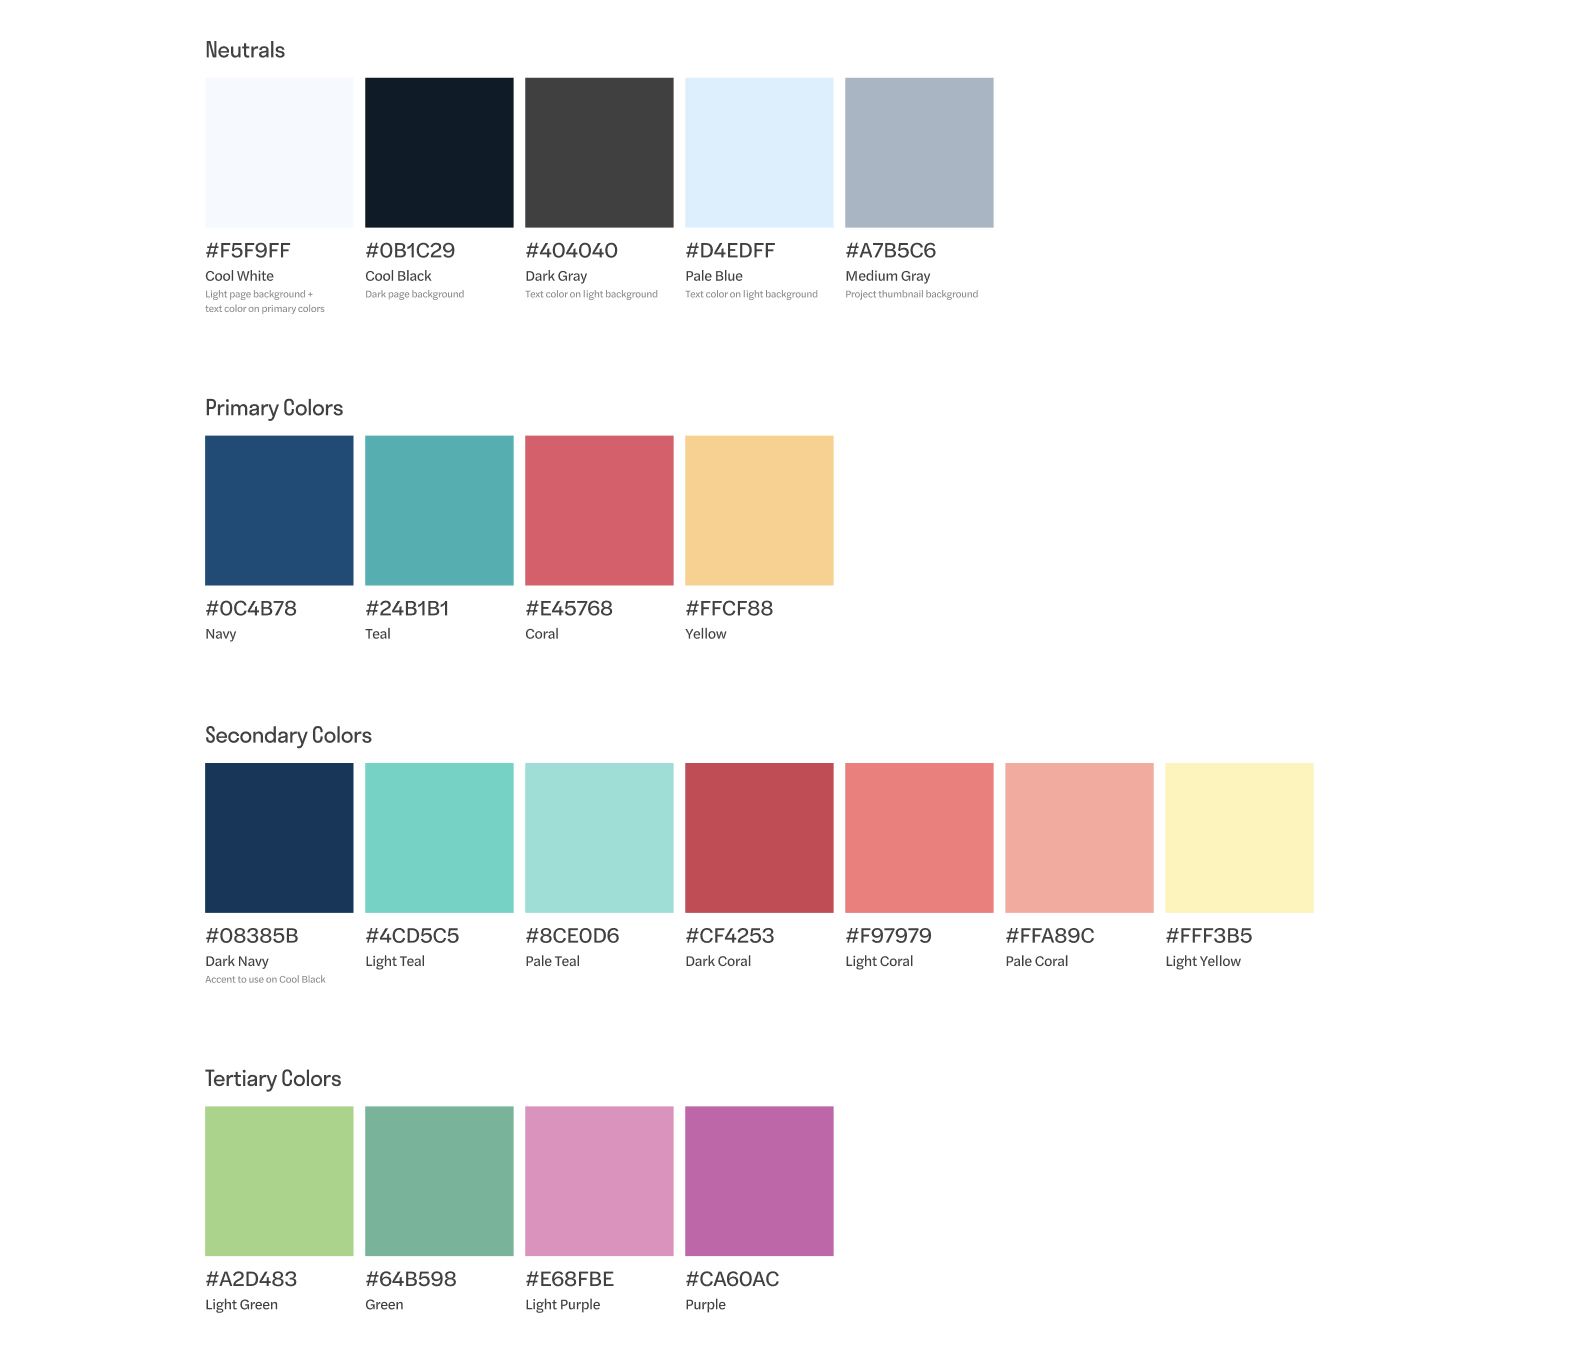 Neutrals
#F5F9FF
#0B1C29
#404040
#D4EDFF
#A7B5C6
Cool White
Cool Black
Dark Gray
Pale Blue
Medium Gray
Light page background +
text color on primary colors
Dark page background
Text color on light background
Text color on light background
Project thumbnail background
Primary Colors
#0C4B78
#24B1B1
#E45768
#FFCF88
Navy
Teal
Coral
Yellow
Secondary Colors
#08385B
#4CD5C5
#8CE0D6
#CF4253
#F97979
#FFA89C
#FFF3B5
Dark Navy
Light Teal
Pale Teal
Dark Coral
Light Coral
Pale Coral
Light Yellow
Accent to use on Cool Black
Tertiary Colors
#A2D483
#64B598
#E68FBE
#CA60AC
Light Green
Green
Light Purple
Purple